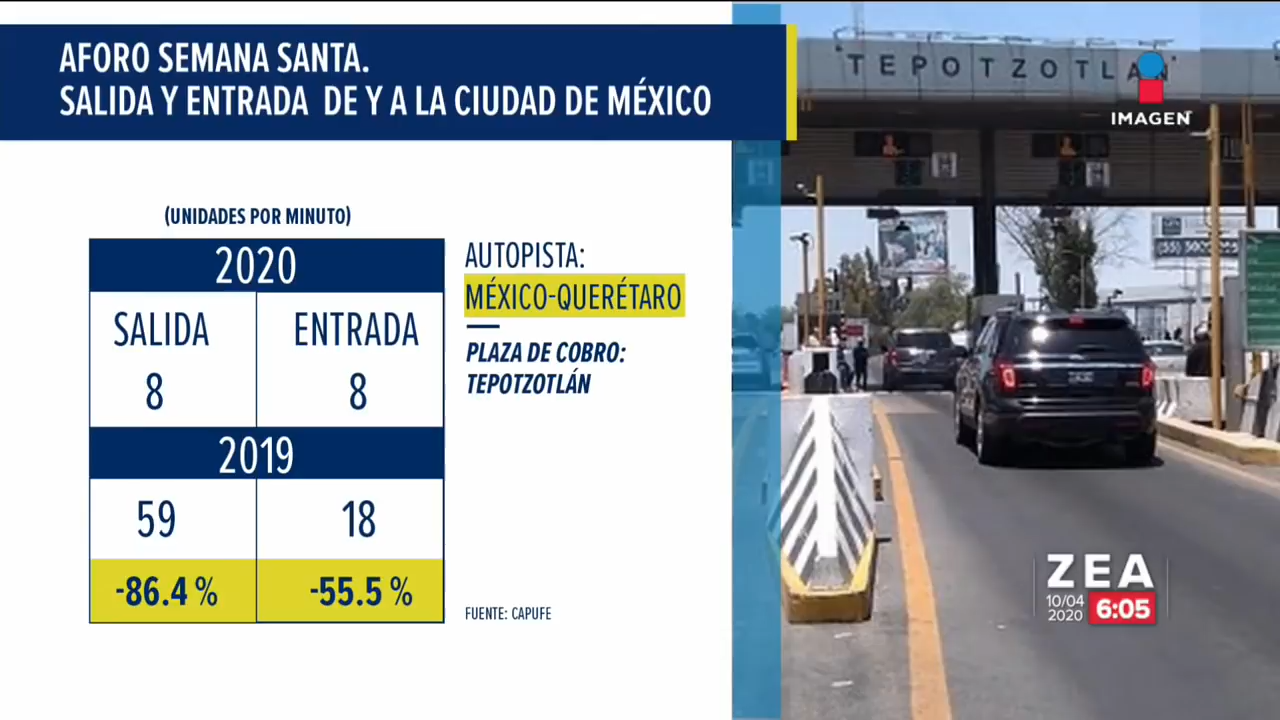 AFORO SEMANA SANTA.
SALIDA Y ENTRADA DE Y A LA CIUDAD DE MÉXICO
(UNIDADES POR MINUTO)
2020
SALIDA ENTRADA
8 8
2019
59 18
-86.4 % -55.5 %
AUTOPISTA:
MÉXICO-QUERÉTARO
PLAZA DE COBRO:
TEPOTZOTLÁN
FUENTE: CAPUFE
TEPOTZOTLAN
IMAGEN
ZEA
10/04
2020
6:05